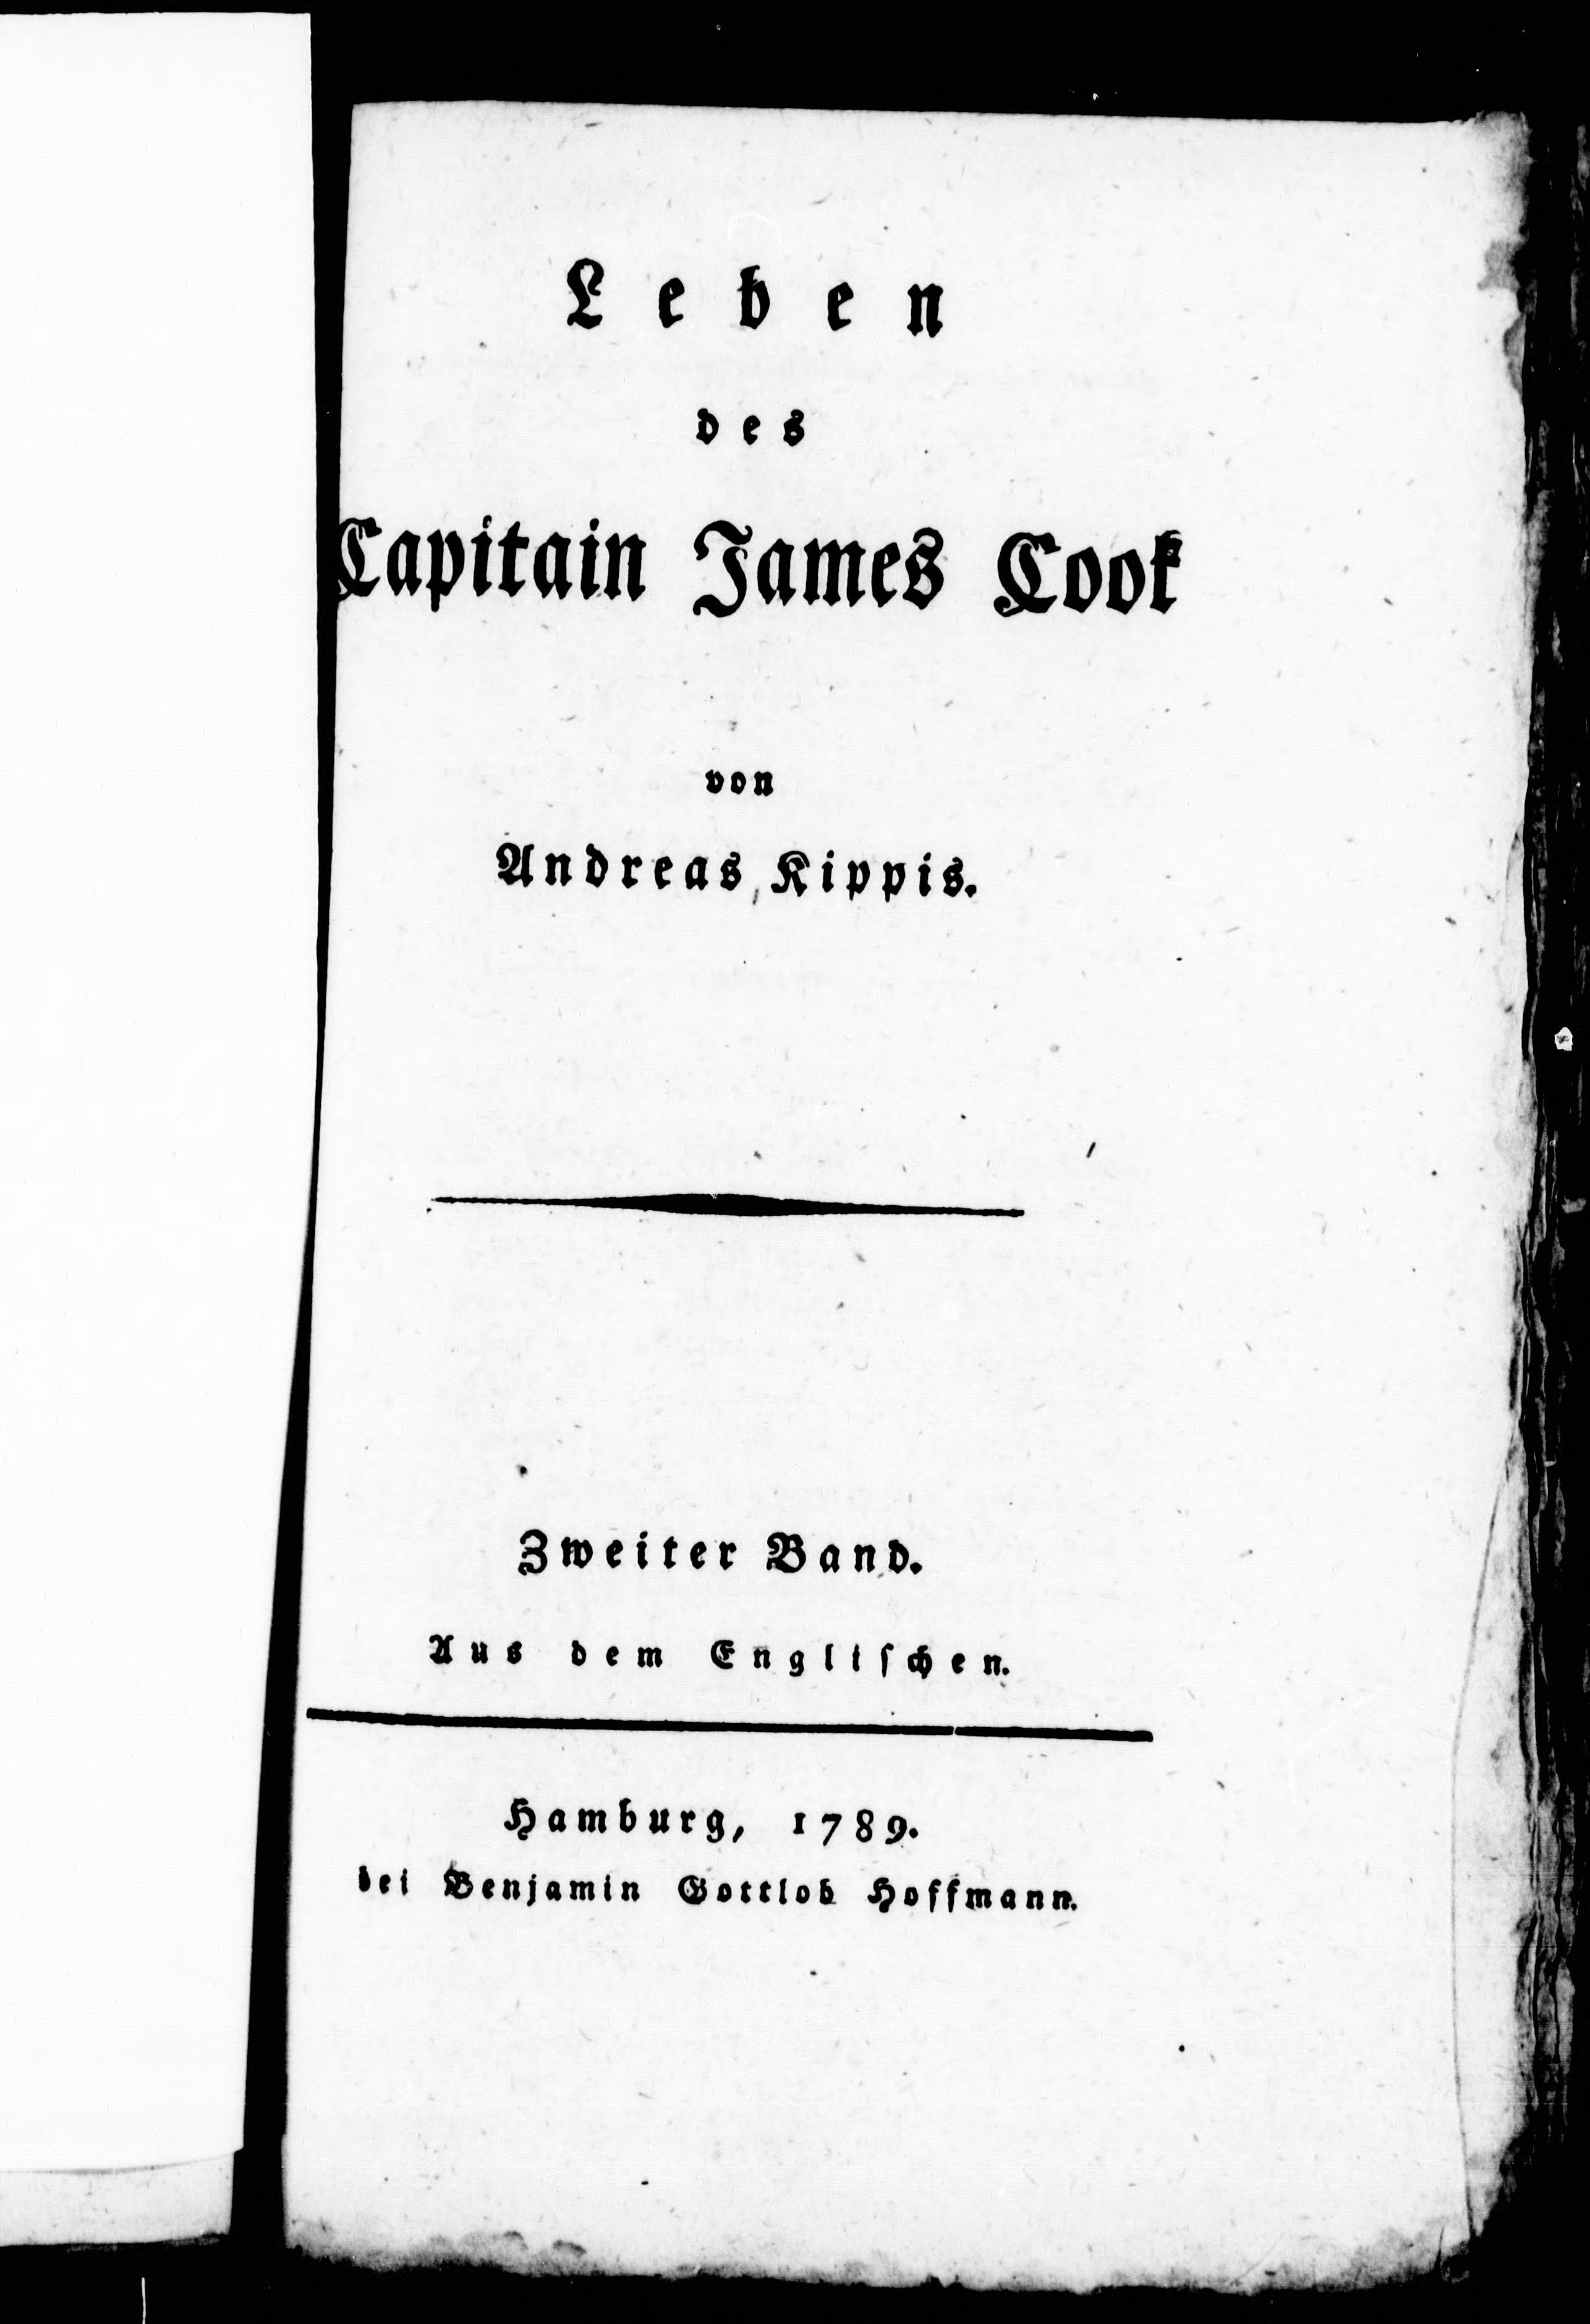 Leben
des
Capitain James Cook
von
Andreas Kippis.
Zweiter Band.
Aus dem Englischen.
Hamburg, 1789.
bei Benjamin Gottlob Hoffmann.